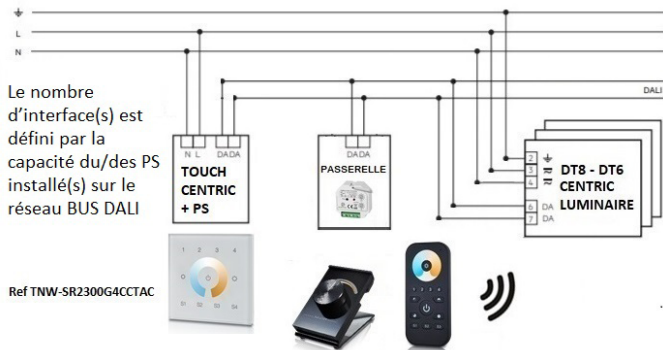 L
N
DALI
Le nombre
d'interface(s) est
défini par la
capacité du/des PS
installé(s) sur le
réseau BUS DALI
N L DA DA
TOUCH
CENTRIC
+ PS
DA DA
PASSERELLE
2
3
4
6 DA
7 DA
DT8 - DT6
CENTRIC
LUMINAIRE
1 2 3 4
S1 S2 S3 S4
Ref TNW-SR2300G4CCTAC